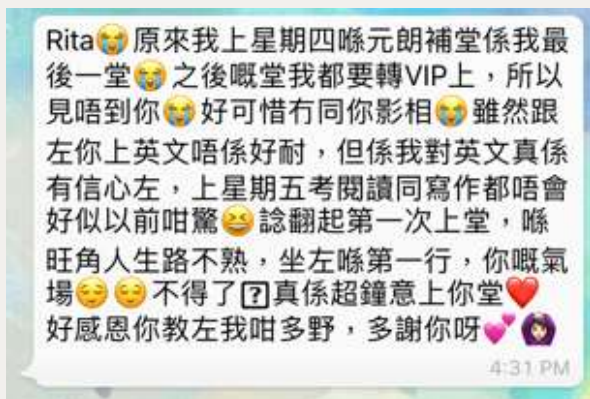 Rita😭原來我上星期四喺元朗補堂係我最
後一堂😭之後嘅堂我都要轉VIP上，所以
見唔到你😭好可惜冇同你影相😭雖然跟
左你上英文唔係好耐，但係我對英文真係
有信心左，上星期五考閱讀同寫作都唔會
好似以前咁驚😆諗翻起第一次上堂，喺
旺角人生路不熟，坐左喺第一行，你嘅氣
場😌😌不得了⍰真係超鐘意上你堂❤️
好感恩你教左我咁多野，多謝你呀💕🙆🏻
4:31 PM